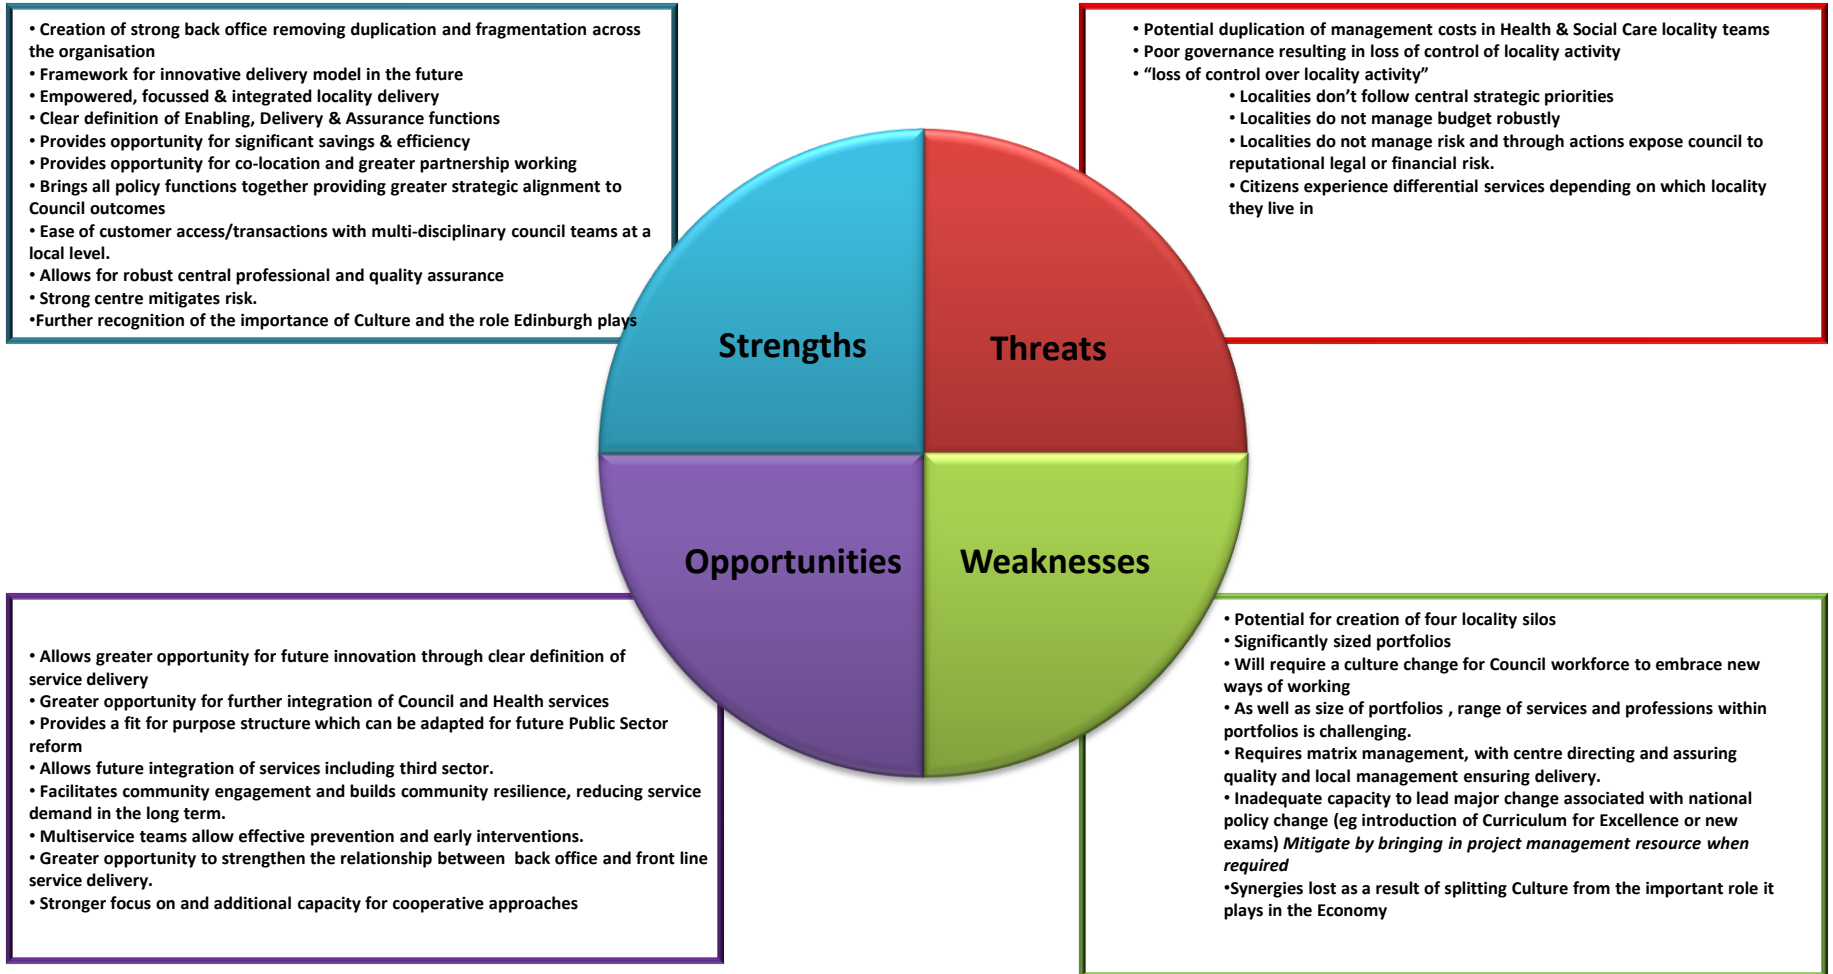 • Creation of strong back office removing duplication and fragmentation across
the organisation
• Framework for innovative delivery model in the future
• Empowered, focussed & integrated locality delivery
• Clear definition of Enabling, Delivery & Assurance functions
• Provides opportunity for significant savings & efficiency
• Provides opportunity for co-location and greater partnership working
• Brings all policy functions together providing greater strategic alignment to
Council outcomes
• Ease of customer access/transactions with multi-disciplinary council teams at a
local level.
• Allows for robust central professional and quality assurance
• Strong centre mitigates risk.
•Further recognition of the importance of Culture and the role Edinburgh plays
• Potential duplication of management costs in Health & Social Care locality teams
• Poor governance resulting in loss of control of locality activity
• “loss of control over locality activity”
• Localities don’t follow central strategic priorities
• Localities do not manage budget robustly
• Localities do not manage risk and through actions expose council to
reputational legal or financial risk.
• Citizens experience differential services depending on which locality
they live in
Strengths
Threats
Opportunities
Weaknesses
• Allows greater opportunity for future innovation through clear definition of
service delivery
• Greater opportunity for further integration of Council and Health services
• Provides a fit for purpose structure which can be adapted for future Public Sector
reform
• Allows future integration of services including third sector.
• Facilitates community engagement and builds community resilience, reducing service
demand in the long term.
• Multiservice teams allow effective prevention and early interventions.
• Greater opportunity to strengthen the relationship between back office and front line
service delivery.
• Stronger focus on and additional capacity for cooperative approaches
• Potential for creation of four locality silos
• Significantly sized portfolios
• Will require a culture change for Council workforce to embrace new
ways of working
• As well as size of portfolios , range of services and professions within
portfolios is challenging.
• Requires matrix management, with centre directing and assuring
quality and local management ensuring delivery.
• Inadequate capacity to lead major change associated with national
policy change (eg introduction of Curriculum for Excellence or new
exams) Mitigate by bringing in project management resource when
required
•Synergies lost as a result of splitting Culture from the important role it
plays in the Economy